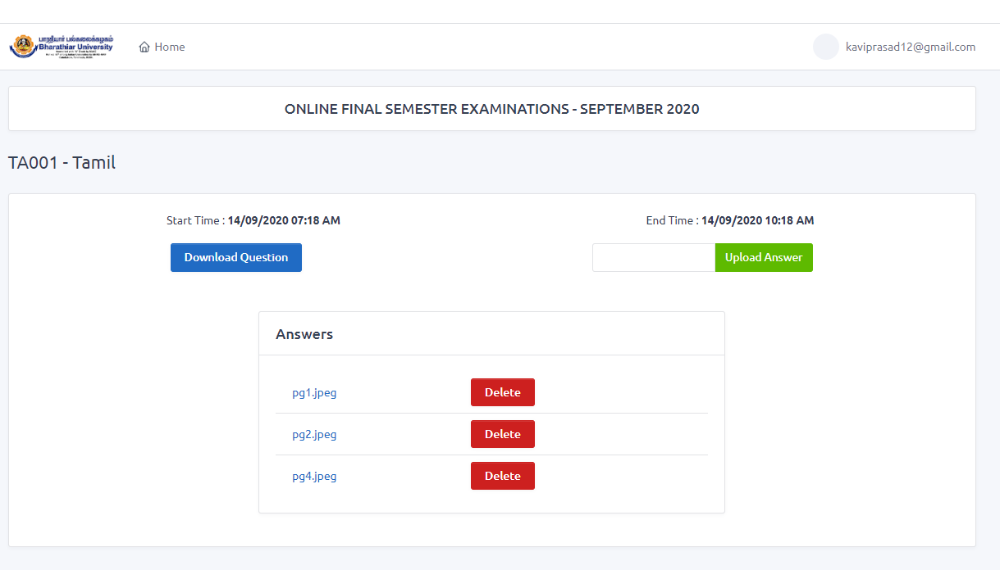 பாரதியார் பல்கலைக்கழகம்
Bharathiar University
Home
kaviprasad12@gmail.com
ONLINE FINAL SEMESTER EXAMINATIONS - SEPTEMBER 2020
TA001 - Tamil
Start Time : 14/09/2020 07:18 AM
End Time : 14/09/2020 10:18 AM
Download Question
Upload Answer
Answers
pg1.jpeg
Delete
pg2.jpeg
Delete
pg4.jpeg
Delete